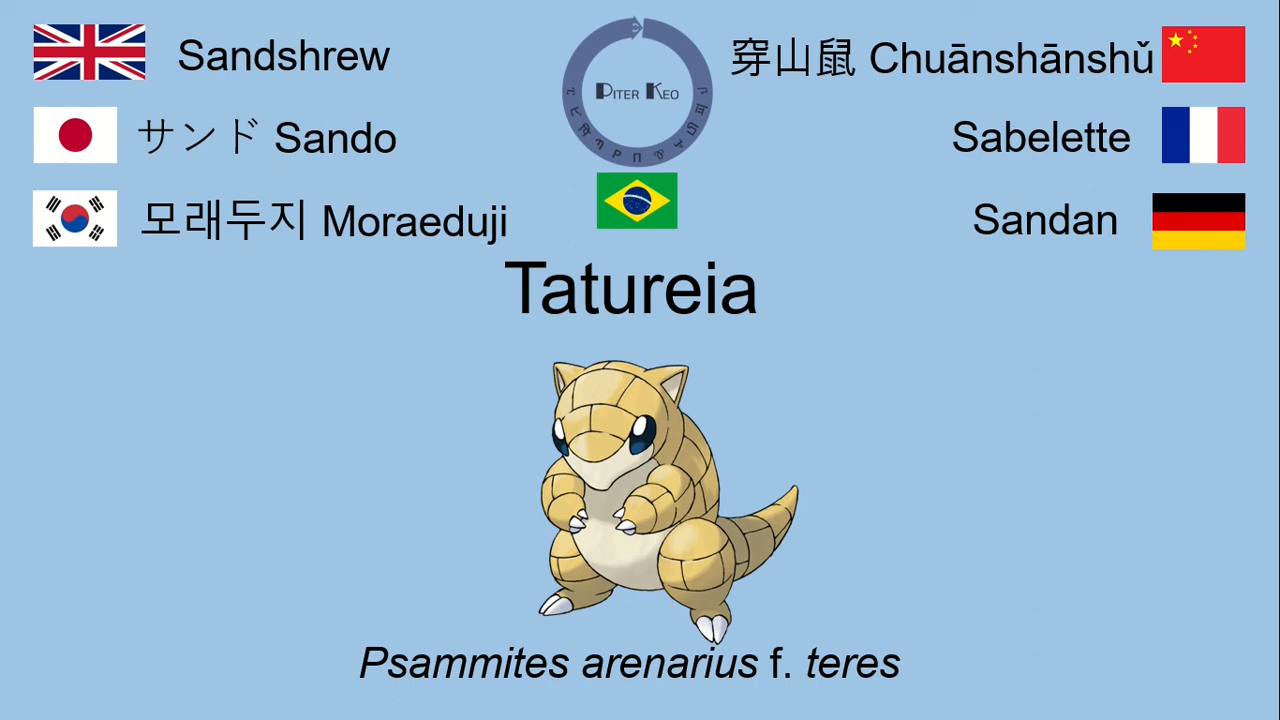 Sandshrew
穿山鼠 Chuānshānshǔ
PITER KEO
サンド Sando
Sabelette
모래두지 Moraeduji
Sandan
Tatureia
Psammites arenarius f. teres